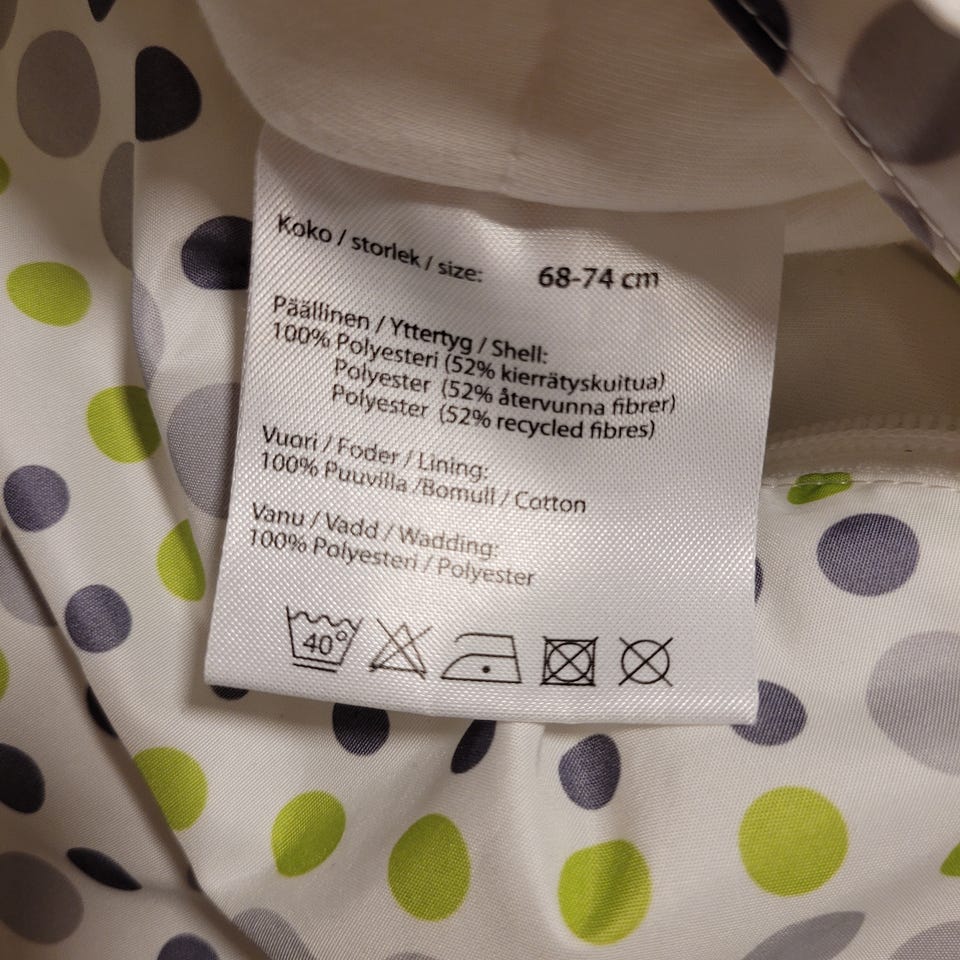 Koko / storlek / size: 68-74 cm
Päällinen / Yttertyg / Shell:
100% Polyesteri (52% kierrätyskuitua)
Polyester (52% återvunna fibrer)
Polyester (52% recycled fibres)
Vuori / Foder / Lining:
100% Puuvilla /Bomull / Cotton
Vanu / Vadd / Wadding:
100% Polyesteri / Polyester
40°